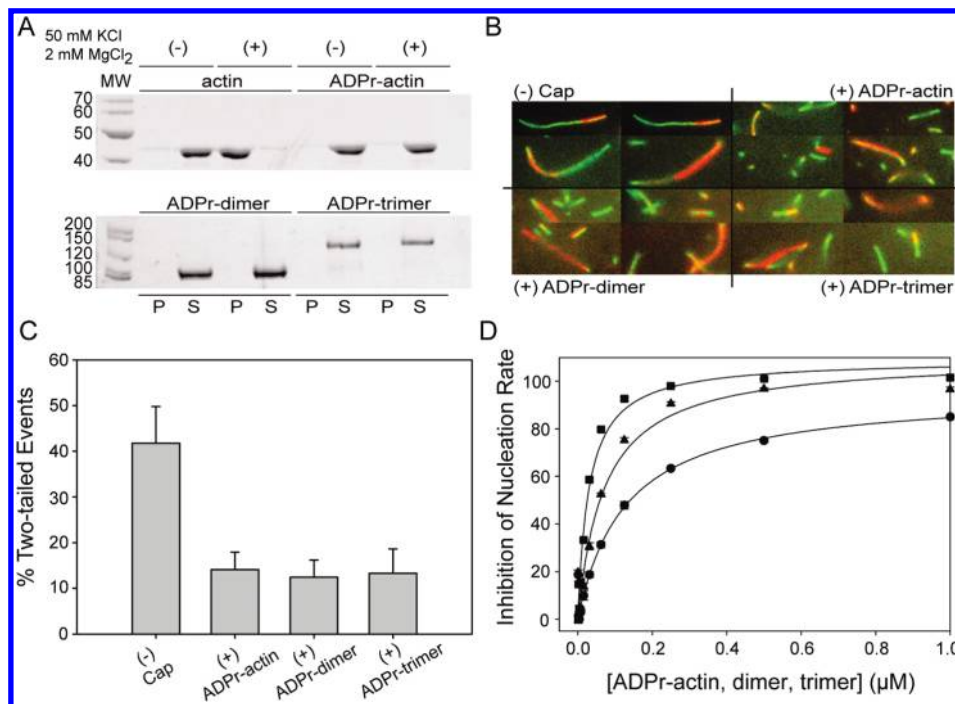 A
50 mM KCl
2 mM MgCl2
(-) (+) (-) (+)
MW actin ADPr-actin
70
60
50
40
ADPr-dimer ADPr-trimer
200
150
120
100
85
P S P S P S P S
B
(-) Cap (+) ADPr-actin
(+) ADPr-dimer (+) ADPr-trimer
C
% Two-tailed Events
60
50
40
30
20
10
0
(-)
Cap
(+)
ADPr-actin
(+)
ADPr-dimer
(+)
ADPr-trimer
D
Inhibition of Nucleation Rate
100
80
60
40
20
0
0.0 0.2 0.4 0.6 0.8 1.0
[ADPr-actin, dimer, trimer] (µM)